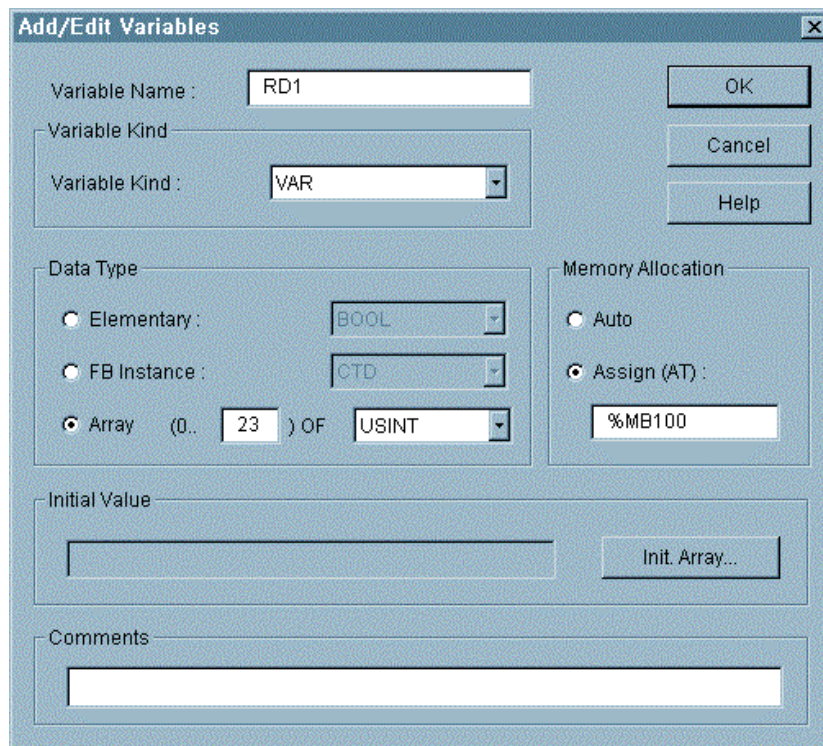 Add/Edit Variables
Variable Name : RD1
OK
Variable Kind
Cancel
Variable Kind : VAR
Help
Data Type
Memory Allocation
Elementary : BOOL
Auto
FB Instance : CTD
Assign (AT) :
Array (0.. 23 ) OF USINT
%MB100
Initial Value
Init. Array...
Comments